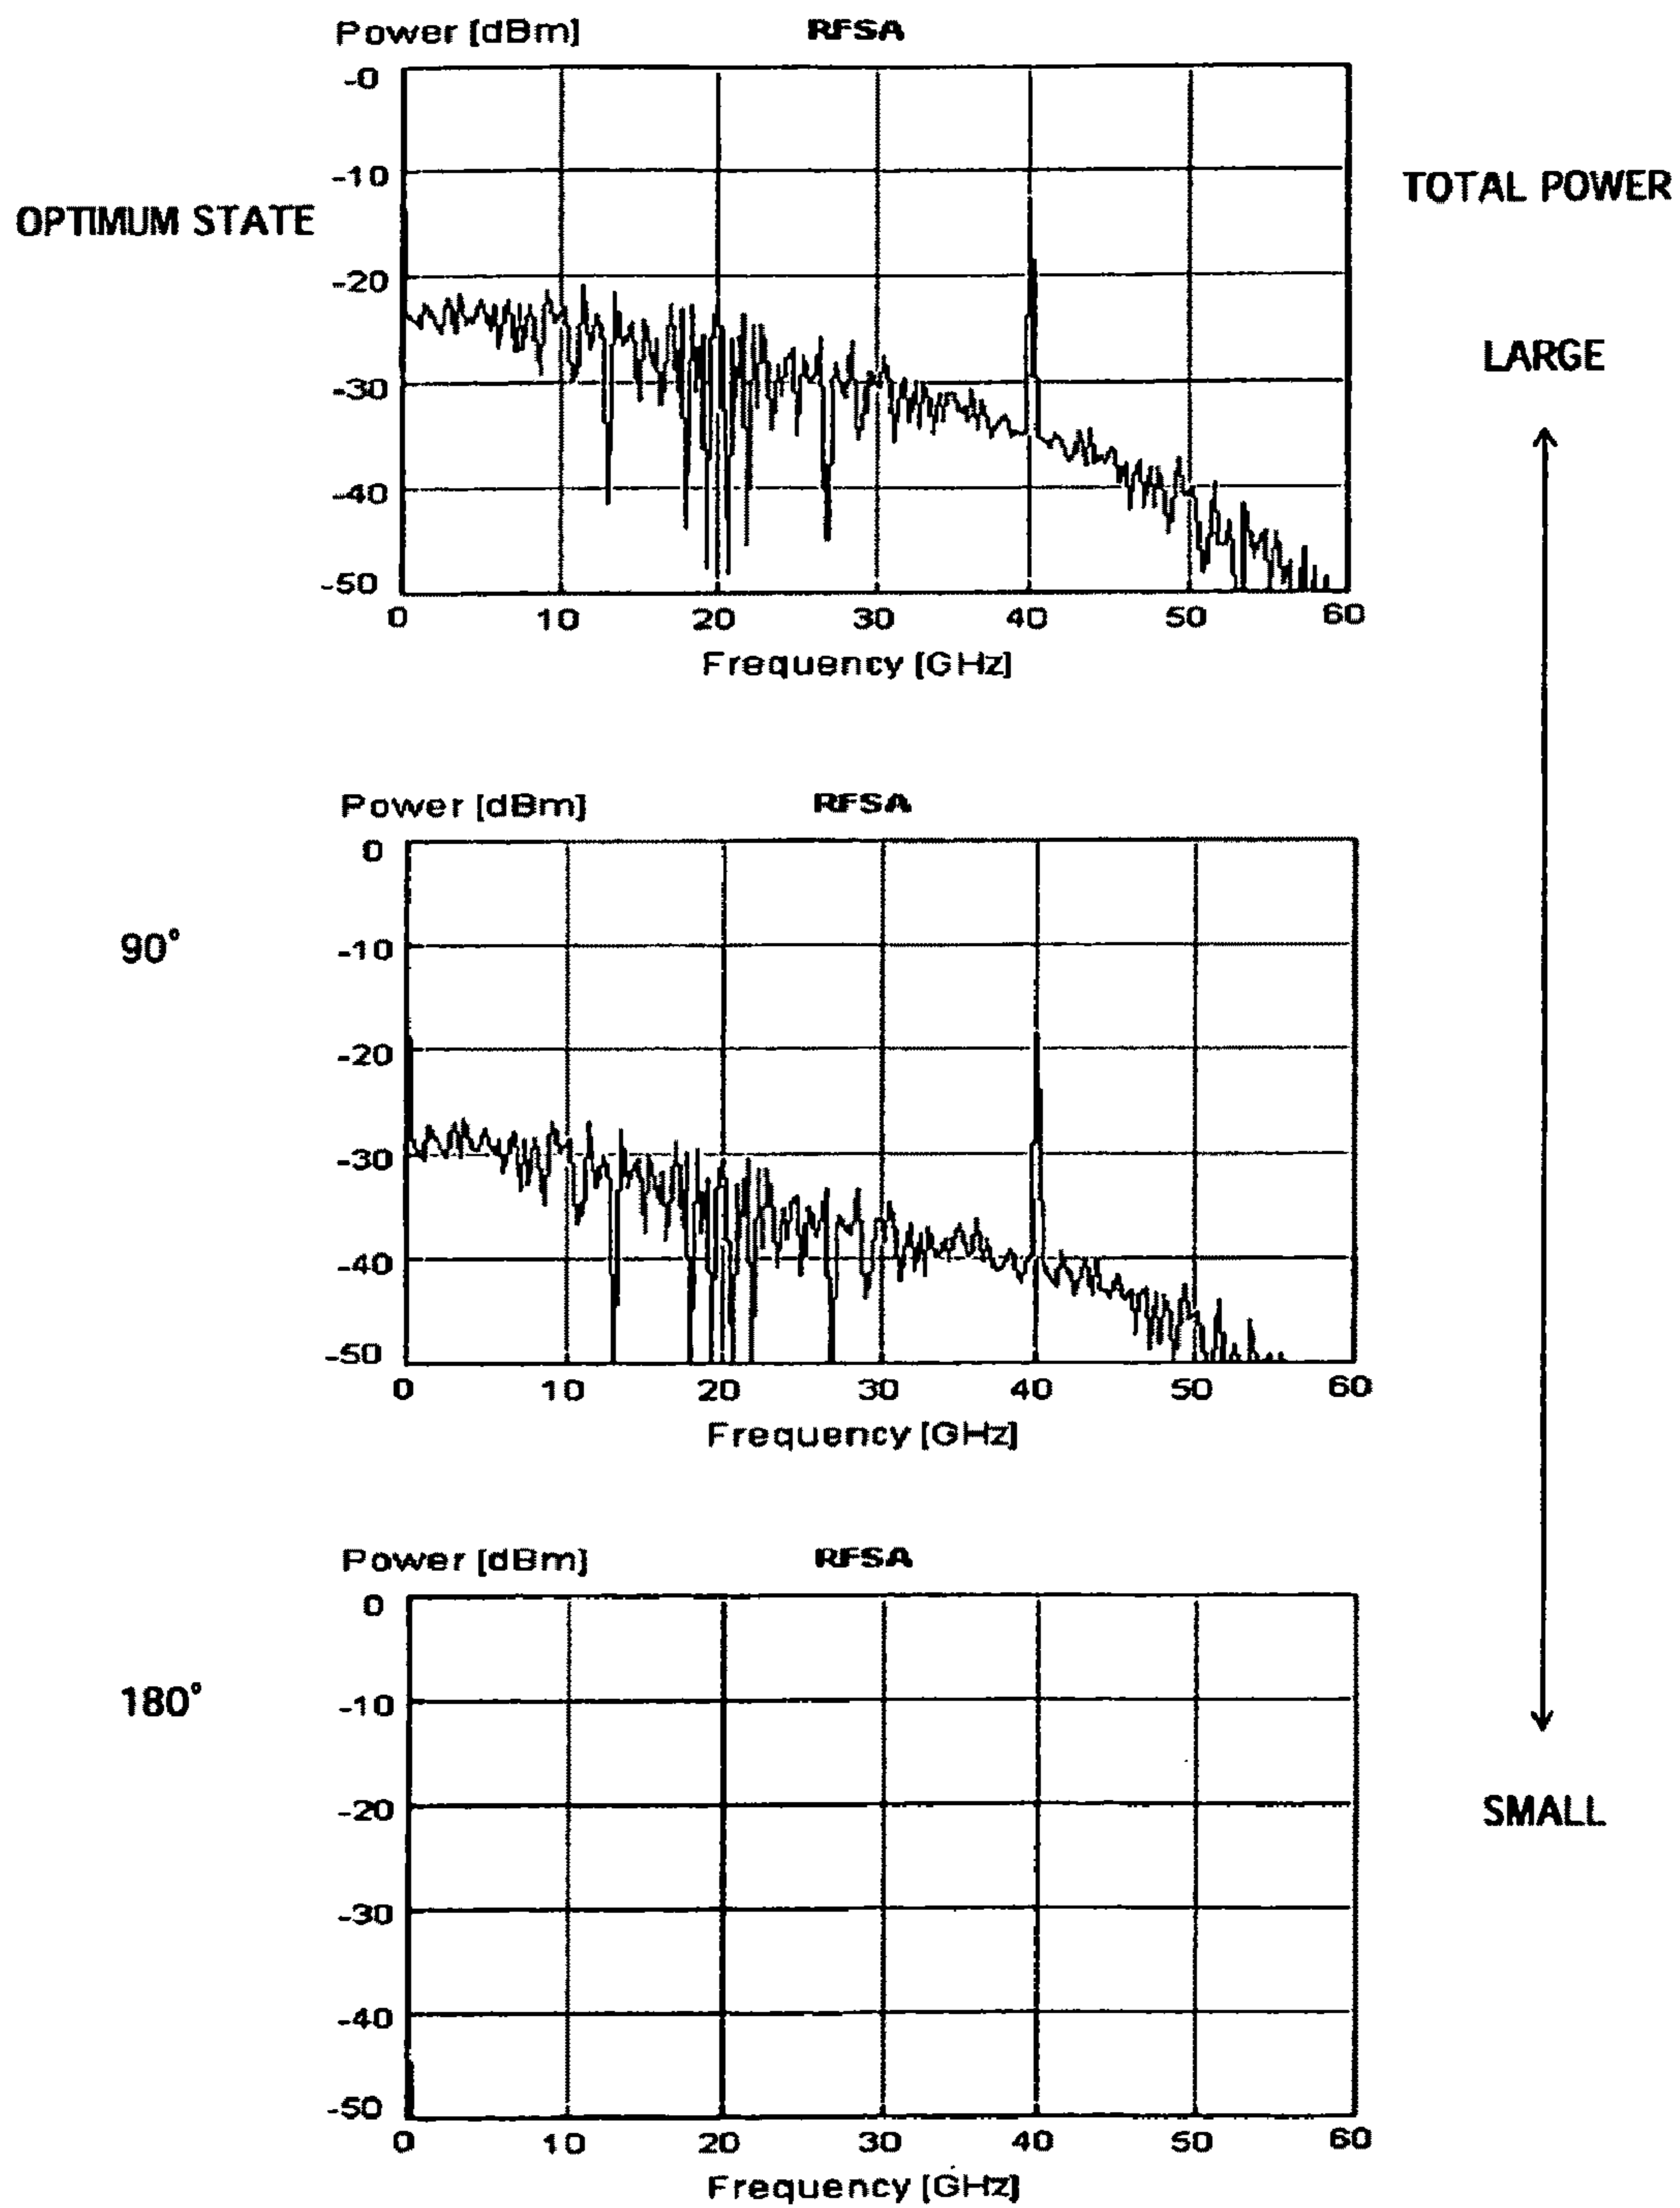 Power [dBm] RFSA
-0
-10
-20
-30
-40
-50
0 10 20 30 40 50 60
Frequency [GHz]
OPTIMUM STATE
TOTAL POWER
LARGE
Power [dBm] RFSA
0
-10
-20
-30
-40
-50
0 10 20 30 40 50 60
Frequency [GHz]
90°
Power [dBm] RFSA
0
-10
-20
-30
-40
-50
0 10 20 30 40 50 60
Frequency [GHz]
180°
SMALL